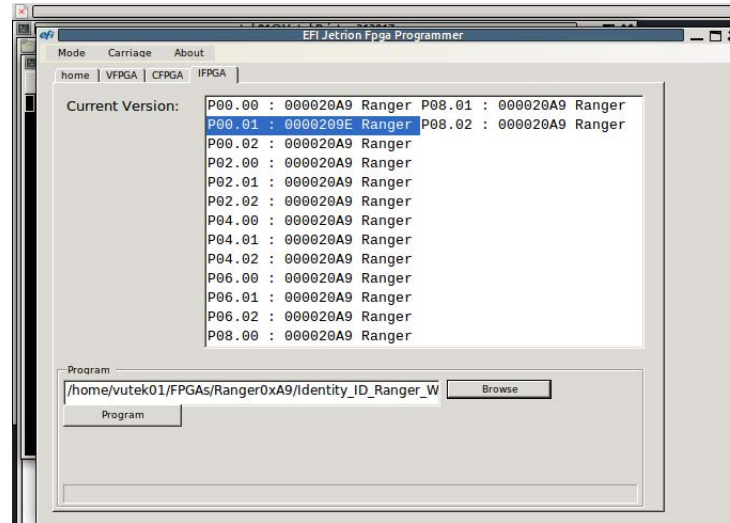 efi EFI Jetrion Fpga Programmer
Mode Carriage About
home VFPGA CFPGA IFPGA
Current Version:
P00.00 : 000020A9 Ranger P08.01 : 000020A9 Ranger
P00.01 : 0000209E Ranger P08.02 : 000020A9 Ranger
P00.02 : 000020A9 Ranger
P02.00 : 000020A9 Ranger
P02.01 : 000020A9 Ranger
P02.02 : 000020A9 Ranger
P04.00 : 000020A9 Ranger
P04.01 : 000020A9 Ranger
P04.02 : 000020A9 Ranger
P06.00 : 000020A9 Ranger
P06.01 : 000020A9 Ranger
P06.02 : 000020A9 Ranger
P08.00 : 000020A9 Ranger
Program
/home/vutek01/FPGAs/Ranger0xA9/Identity_ID_Ranger_W Browse
Program